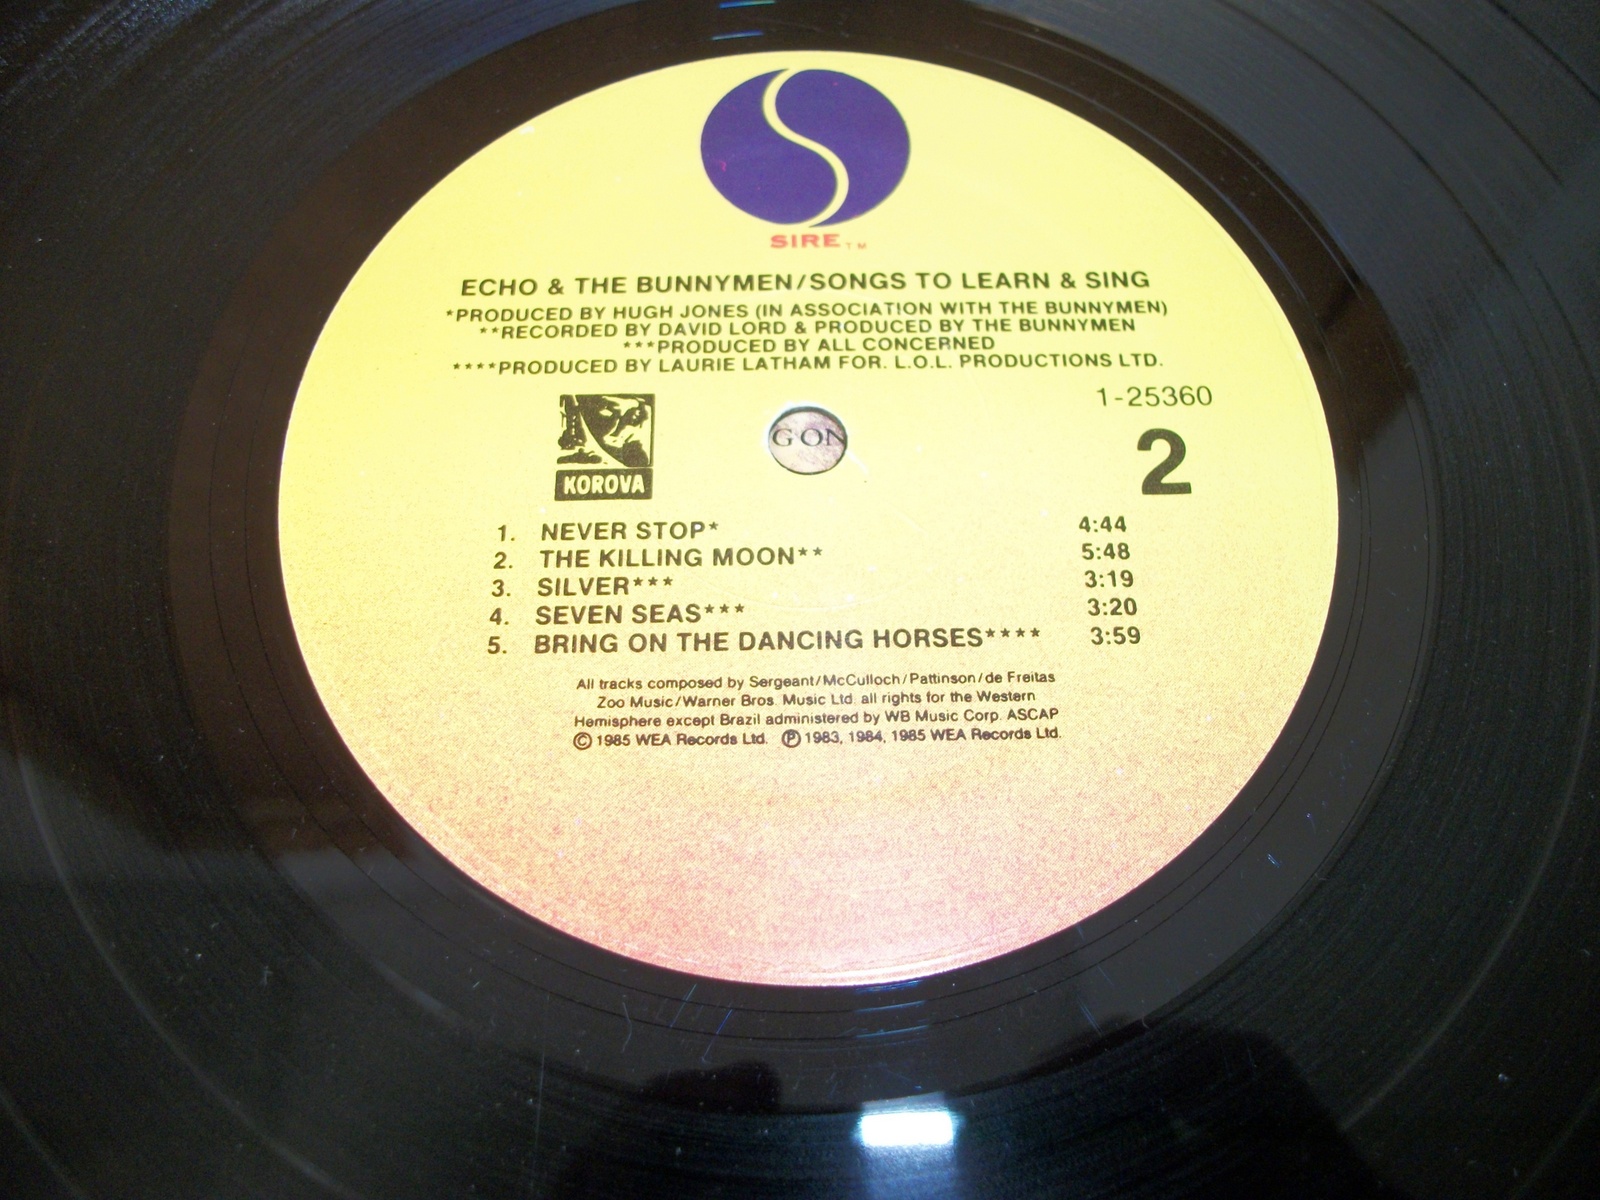 SIRE™
ECHO & THE BUNNYMEN/SONGS TO LEARN & SING
*PRODUCED BY HUGH JONES (IN ASSOCIATION WITH THE BUNNYMEN)
**RECORDED BY DAVID LORD & PRODUCED BY THE BUNNYMEN
***PRODUCED BY ALL CONCERNED
****PRODUCED BY LAURIE LATHAM FOR. L.O.L. PRODUCTIONS LTD.
1-25360
G·ON
2
KOROVA
1. NEVER STOP* 4:44
2. THE KILLING MOON** 5:48
3. SILVER*** 3:19
4. SEVEN SEAS*** 3:20
5. BRING ON THE DANCING HORSES**** 3:59
All tracks composed by Sergeant/McCulloch/Pattinson/de Freitas
Zoo Music/Warner Bros. Music Ltd. all rights for the Western
Hemisphere except Brazil administered by WB Music Corp. ASCAP
© 1985 WEA Records Ltd. ℗ 1983, 1984, 1985 WEA Records Ltd.